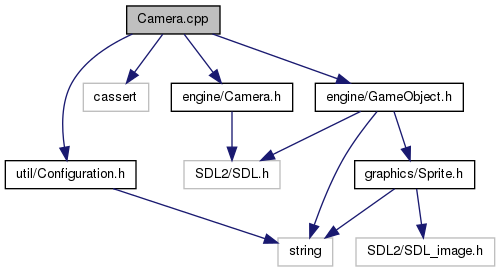 Camera.cpp
cassert
engine/Camera.h
engine/GameObject.h
util/Configuration.h
SDL2/SDL.h
graphics/Sprite.h
string
SDL2/SDL_image.h